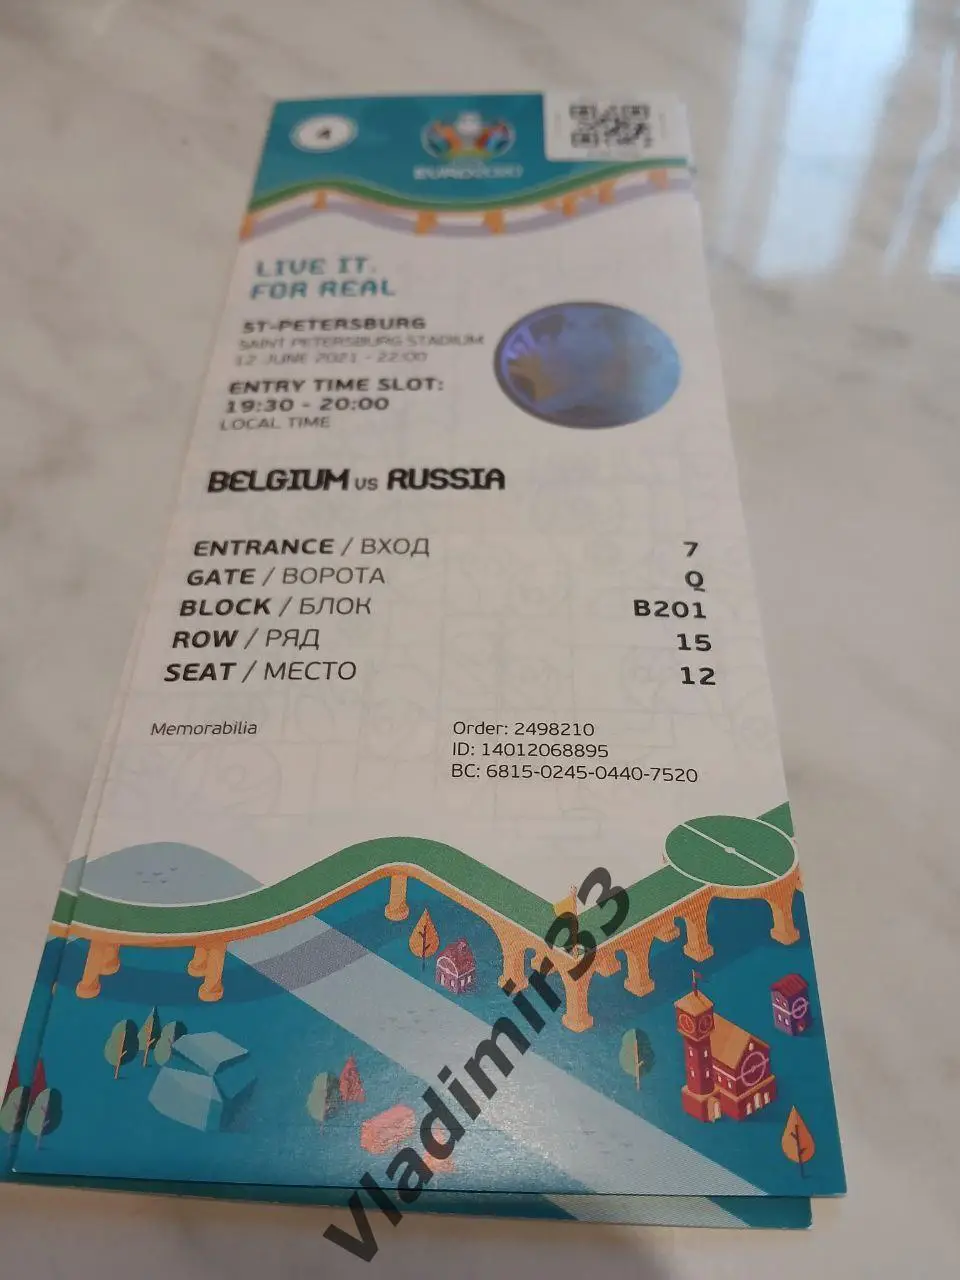 4
EURO2020
LIVE IT.
FOR REAL
ST-PETERSBURG
SAINT PETERSBURG STADIUM
12 JUNE 2021 - 22:00
ENTRY TIME SLOT:
19:30 - 20:00
LOCAL TIME
BELGIUM vs RUSSIA
ENTRANCE / ВХОД 7
GATE / ВОРОТА Q
BLOCK / БЛОК B201
ROW / РЯД 15
SEAT / МЕСТО 12
Memorabilia
Order: 2498210
ID: 14012068895
BC: 6815-0245-0440-7520
vladimir33